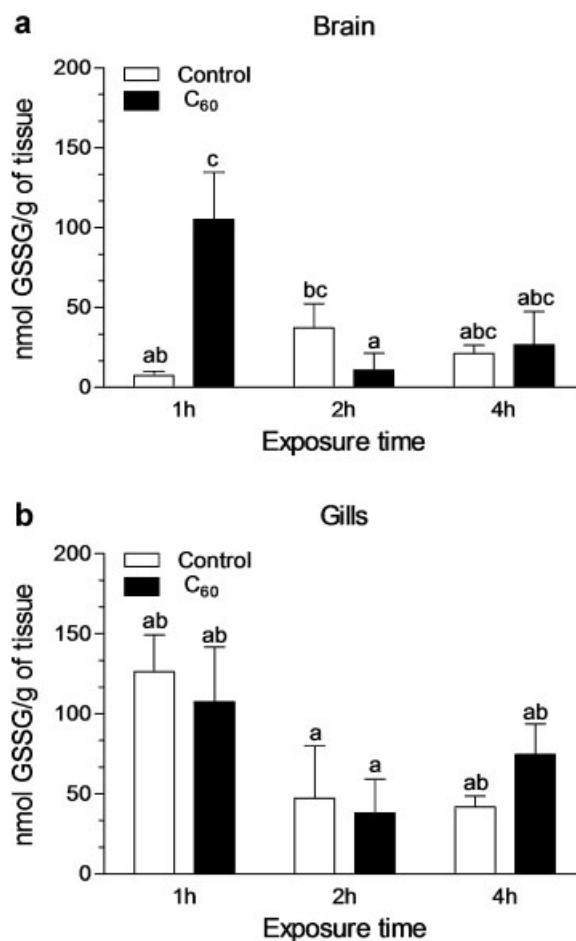 a
Brain
nmol GSSG/g of tissue
200
150
100
50
0
Control
C₆₀
ab
c
bc
a
abc
abc
1h
2h
4h
Exposure time
b
Gills
nmol GSSG/g of tissue
200
150
100
50
0
Control
C₆₀
ab
ab
a
a
ab
ab
1h
2h
4h
Exposure time